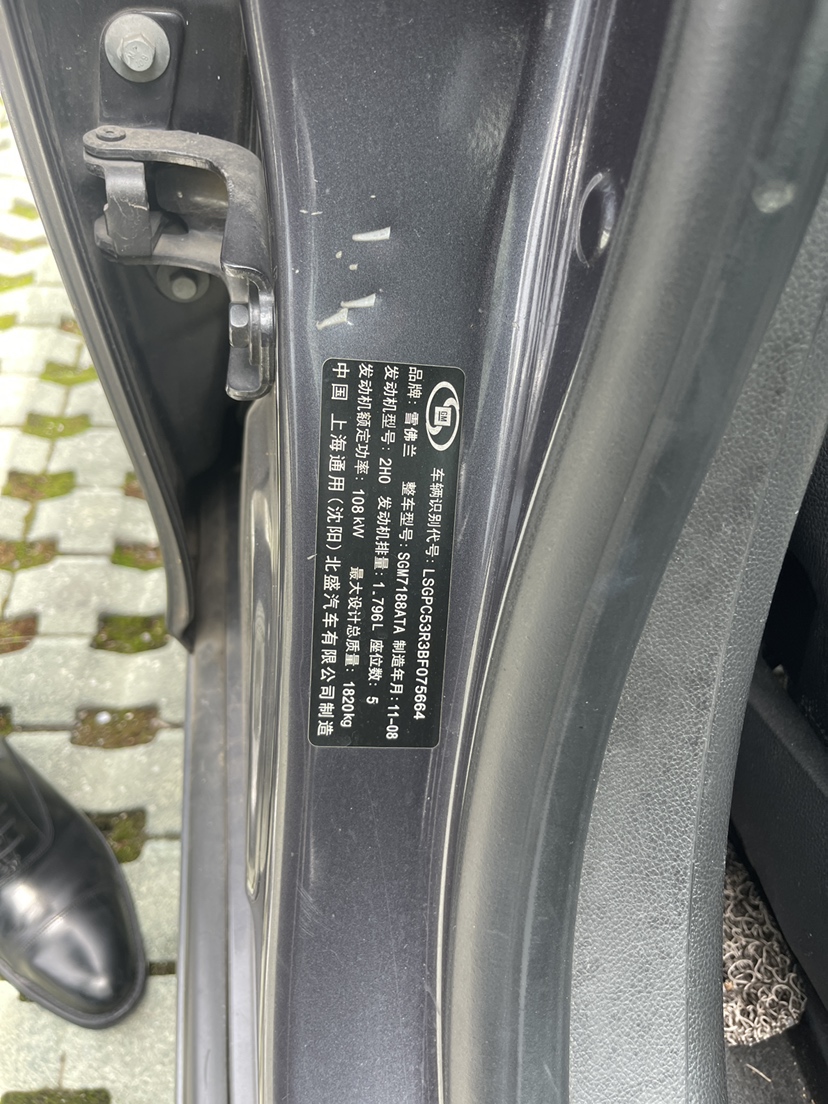 GM
车辆识别代号: LSGPC53R3BF075664
品牌: 雪佛兰 整车型号: SGM7188ATA 制造年月: 11-08
发动机型号: 2H0 发动机排量: 1.796L 座位数: 5
发动机额定功率: 108kW 最大设计总质量: 1820kg
中国 上海通用(沈阳)北盛汽车有限公司制造